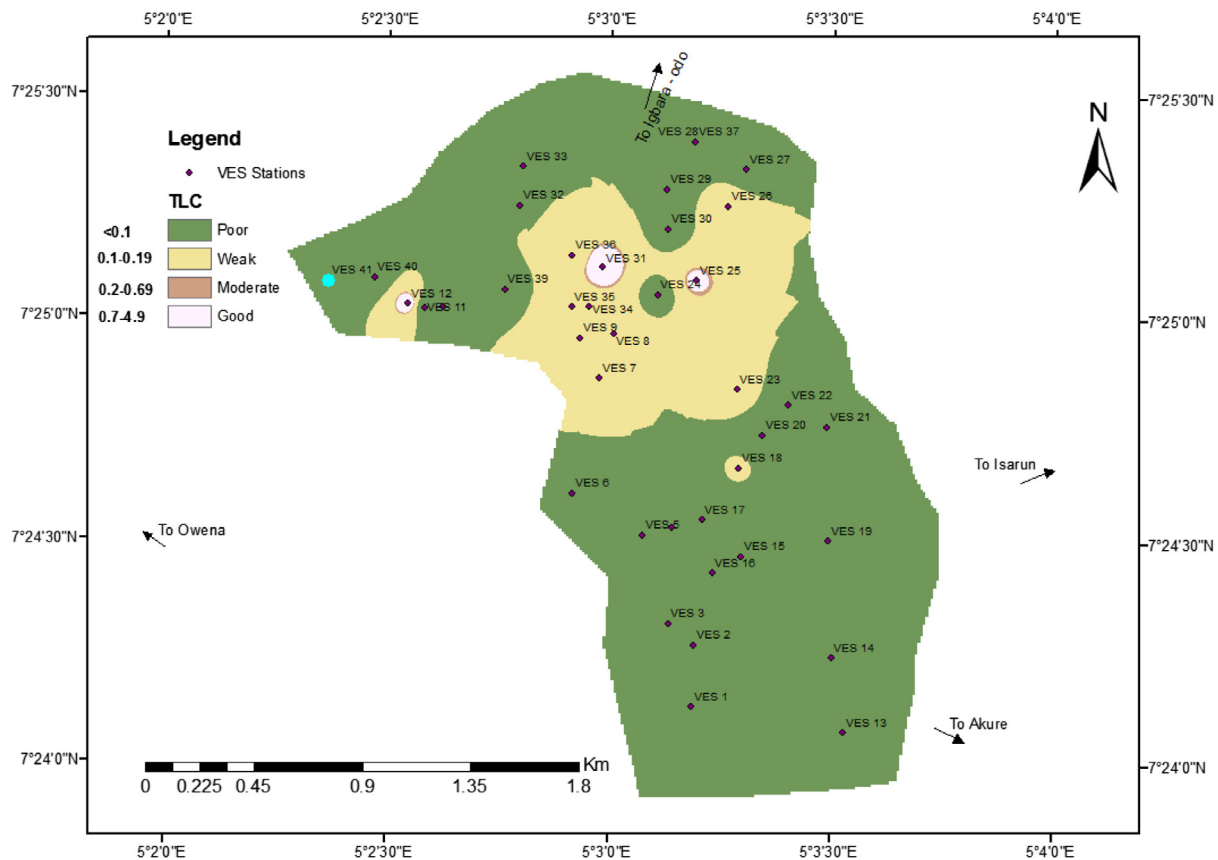 5°2'0"E 5°2'30"E 5°3'0"E 5°3'30"E 5°4'0"E
7°25'30"N
7°25'30"N
7°25'0"N
7°25'0"N
7°24'30"N
7°24'30"N
7°24'0"N
7°24'0"N
Legend
VES Stations
TLC
<0.1 Poor
0.1-0.19 Weak
0.2-0.69 Moderate
0.7-4.9 Good
To Igbara - odo
N
VES 28 VES 37
VES 33
VES 27
VES 29
VES 32
VES 26
VES 30
VES 36
VES 31
VES 41
VES 40
VES 39
VES 25
VES 24
VES 12
VES 11
VES 35
VES 34
VES 9
VES 8
VES 7
VES 23
VES 22
VES 21
VES 20
VES 18
VES 6
VES 17
VES 5
VES 19
VES 15
VES 16
VES 3
VES 2
VES 14
VES 1
VES 13
To Isarun
To Owena
To Akure
Km
0 0.225 0.45 0.9 1.35 1.8
5°2'0"E 5°2'30"E 5°3'0"E 5°3'30"E 5°4'0"E